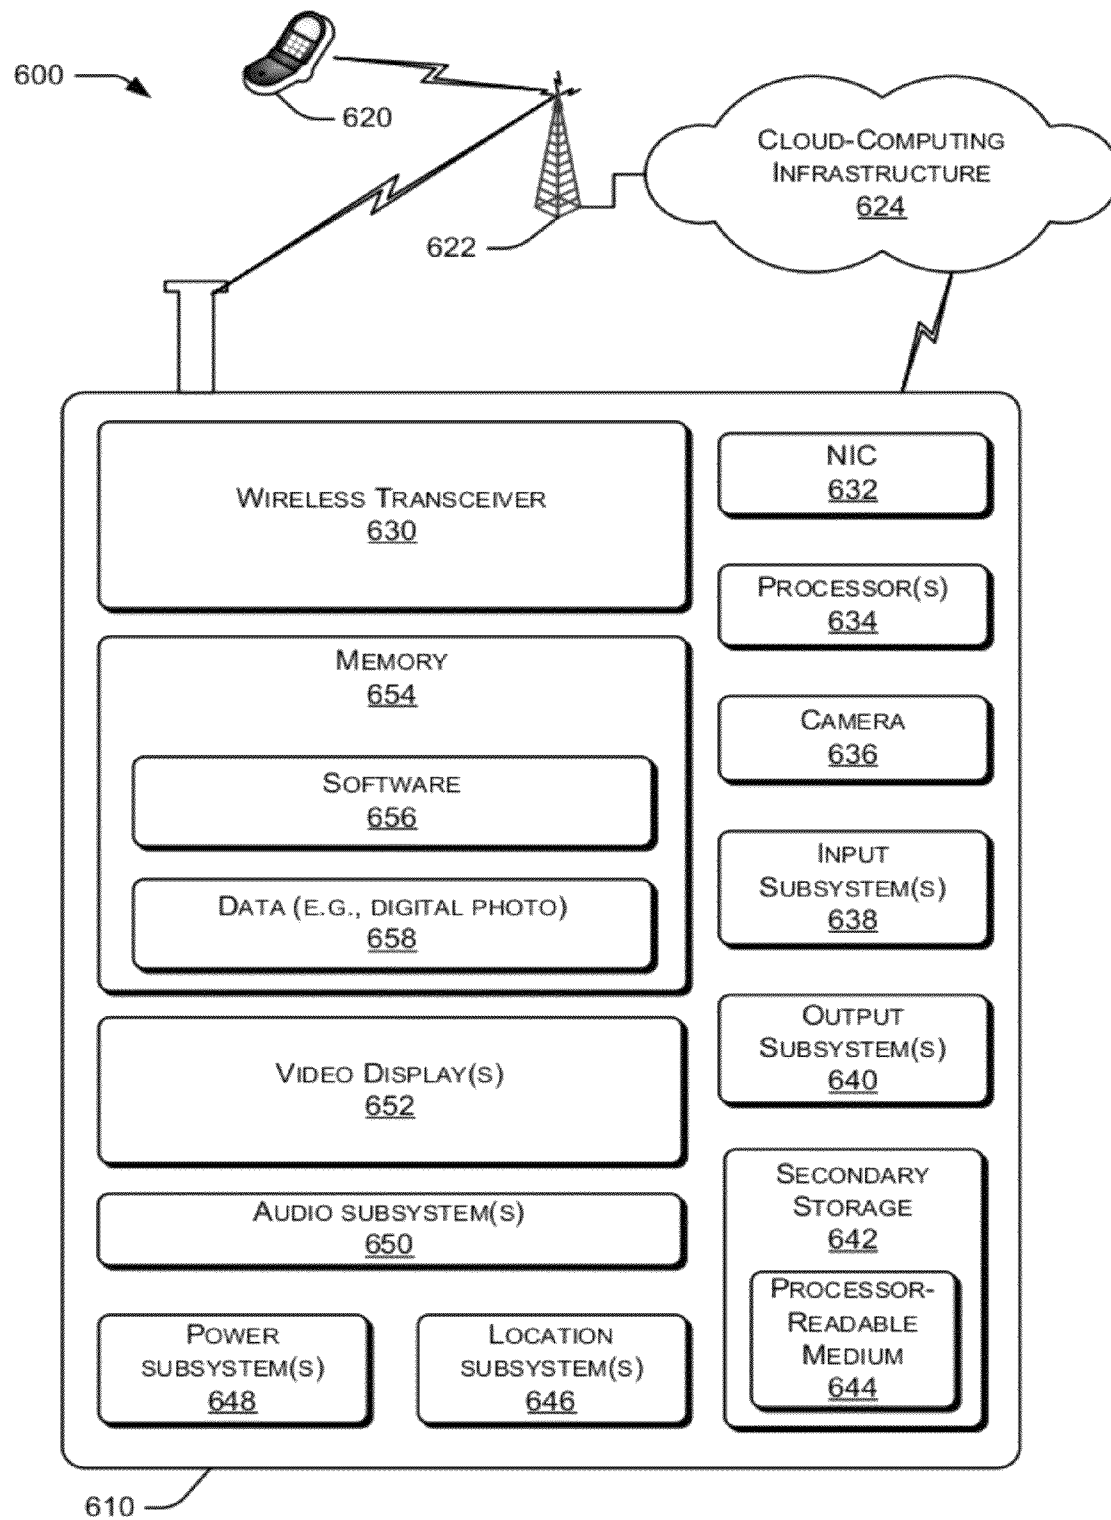 600
620
622
CLOUD-COMPUTING
INFRASTRUCTURE
624
WIRELESS TRANSCEIVER
630
NIC
632
PROCESSOR(S)
634
MEMORY
654
CAMERA
636
SOFTWARE
656
INPUT
SUBSYSTEM(S)
638
DATA (E.G., DIGITAL PHOTO)
658
OUTPUT
SUBSYSTEM(S)
640
VIDEO DISPLAY(S)
652
SECONDARY
STORAGE
642
AUDIO SUBSYSTEM(S)
650
PROCESSOR-
READABLE
MEDIUM
644
POWER
SUBSYSTEM(S)
648
LOCATION
SUBSYSTEM(S)
646
610